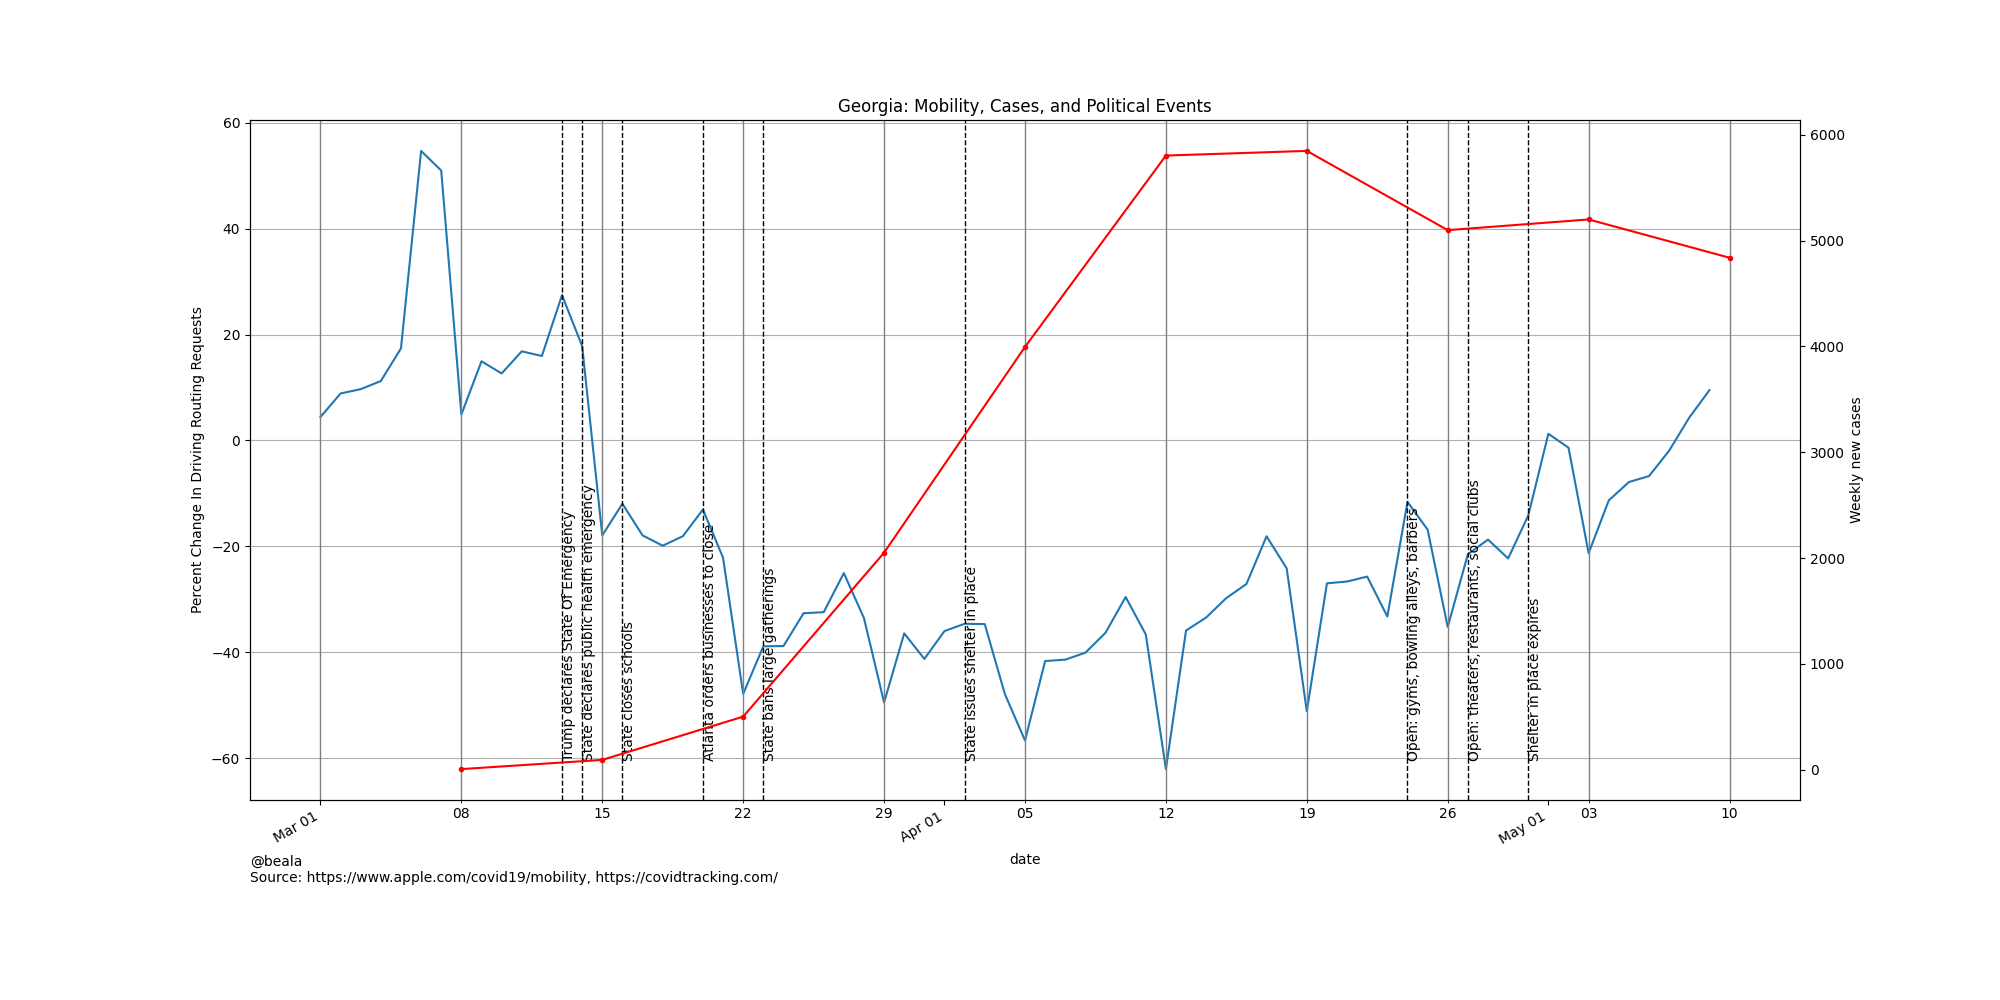 Georgia: Mobility, Cases, and Political Events
60
40
20
0
−20
−40
−60
Percent Change In Driving Routing Requests
6000
5000
4000
3000
2000
1000
0
Weekly new cases
Trump declares State Of Emergency
State declares public health emergency
State closes schools
Atlanta orders businesses to close
State bans large gatherings
State issues shelter in place
Open: gyms, bowling alleys, barbers
Open: theaters, restaurants, social clubs
Shelter in place expires
Mar 01
08
15
22
29
Apr 01
05
12
19
26
May 01
03
10
date
@beala
Source: https://www.apple.com/covid19/mobility, https://covidtracking.com/